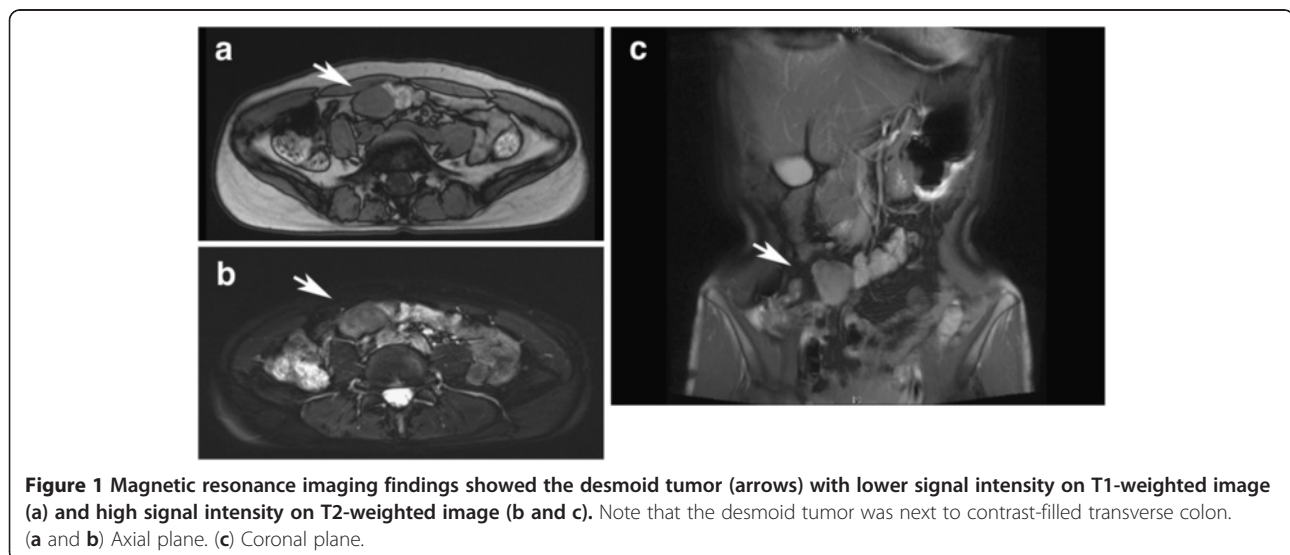 a
b
c
Figure 1 Magnetic resonance imaging findings showed the desmoid tumor (arrows) with lower signal intensity on T1-weighted image
(a) and high signal intensity on T2-weighted image (b and c). Note that the desmoid tumor was next to contrast-filled transverse colon.
(a and b) Axial plane. (c) Coronal plane.